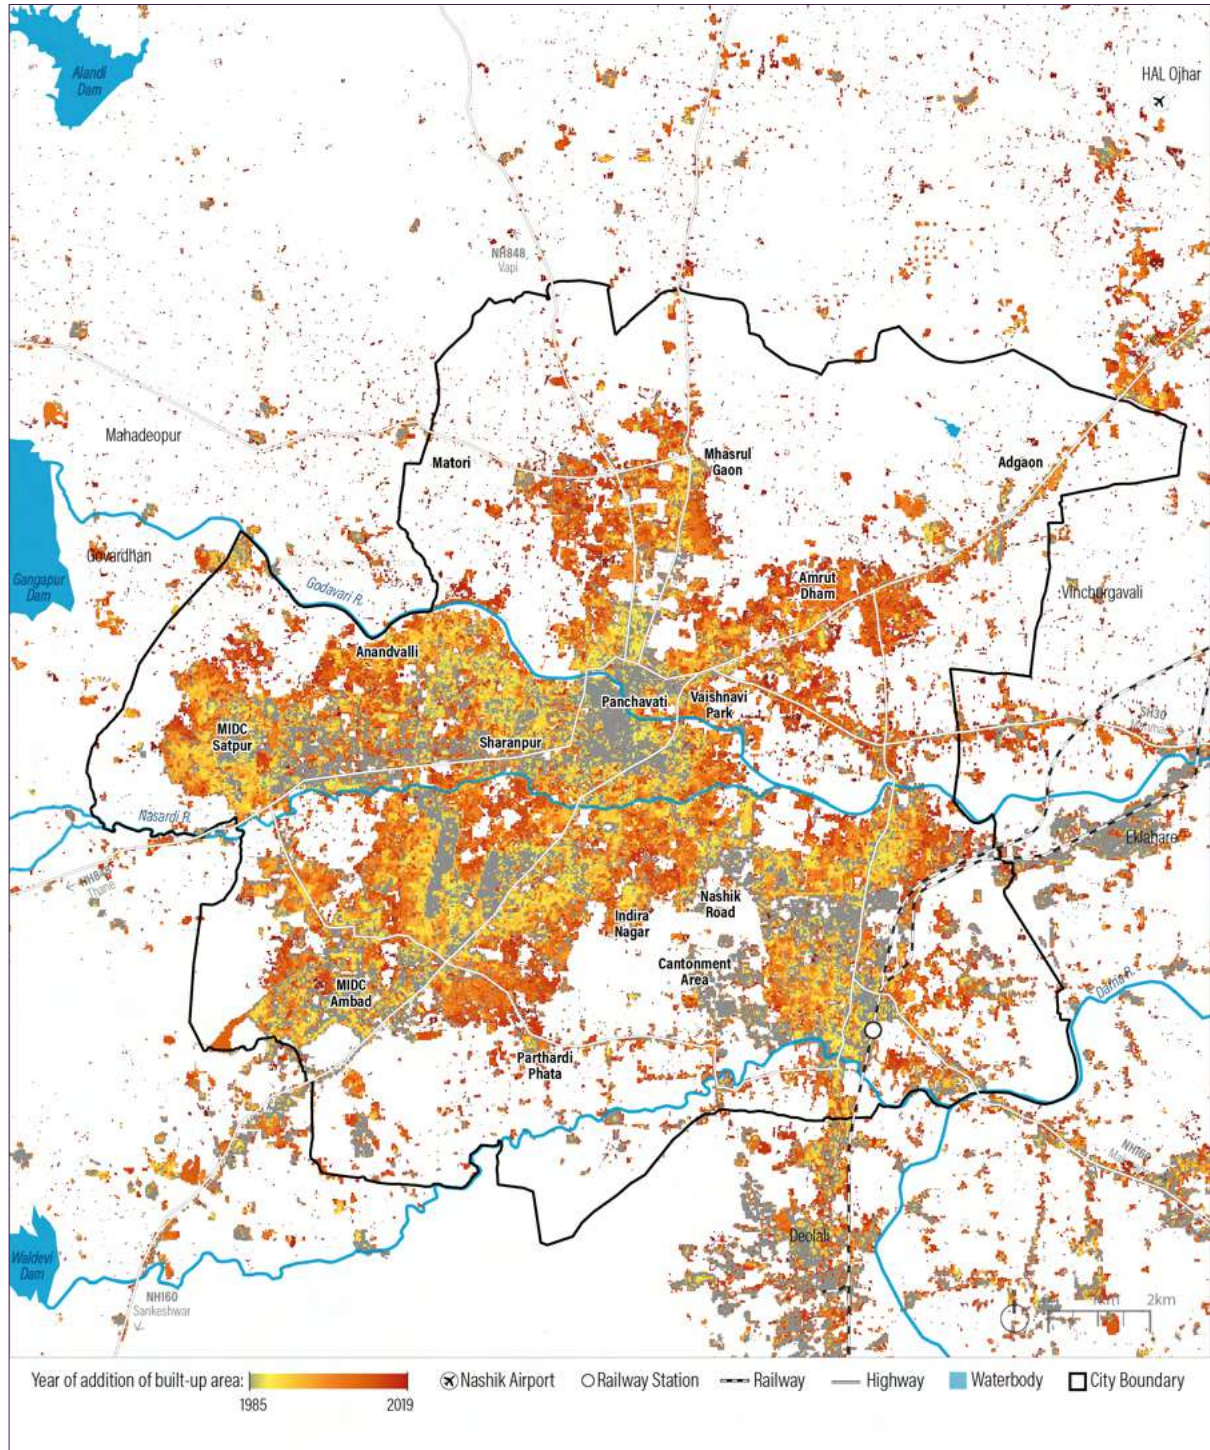 Alandi
Dam
HAL Ojhar
NH848
Vapi
Mahadeopur
Matori
Mhasrul
Gaon
Adgaon
Govardhan
Gangapur
Dam
Godavari R.
Amrut
Dham
Vinchurgavali
Anandvalli
Panchavati
Vaishnavi
Park
MIDC
Satpur
Sharanpur
SH30
Nasardi R.
Eklahare
Thane
Nashik
Road
Indira
Nagar
Cantonment
Area
MIDC
Ambad
Darna R.
Parthardi
Phata
NH160
Deolali
Waldevi
Dam
NH160
Sankeshwar
2km
Year of addition of built-up area:
1985
2019
Nashik Airport
Railway Station
Railway
Highway
Waterbody
City Boundary